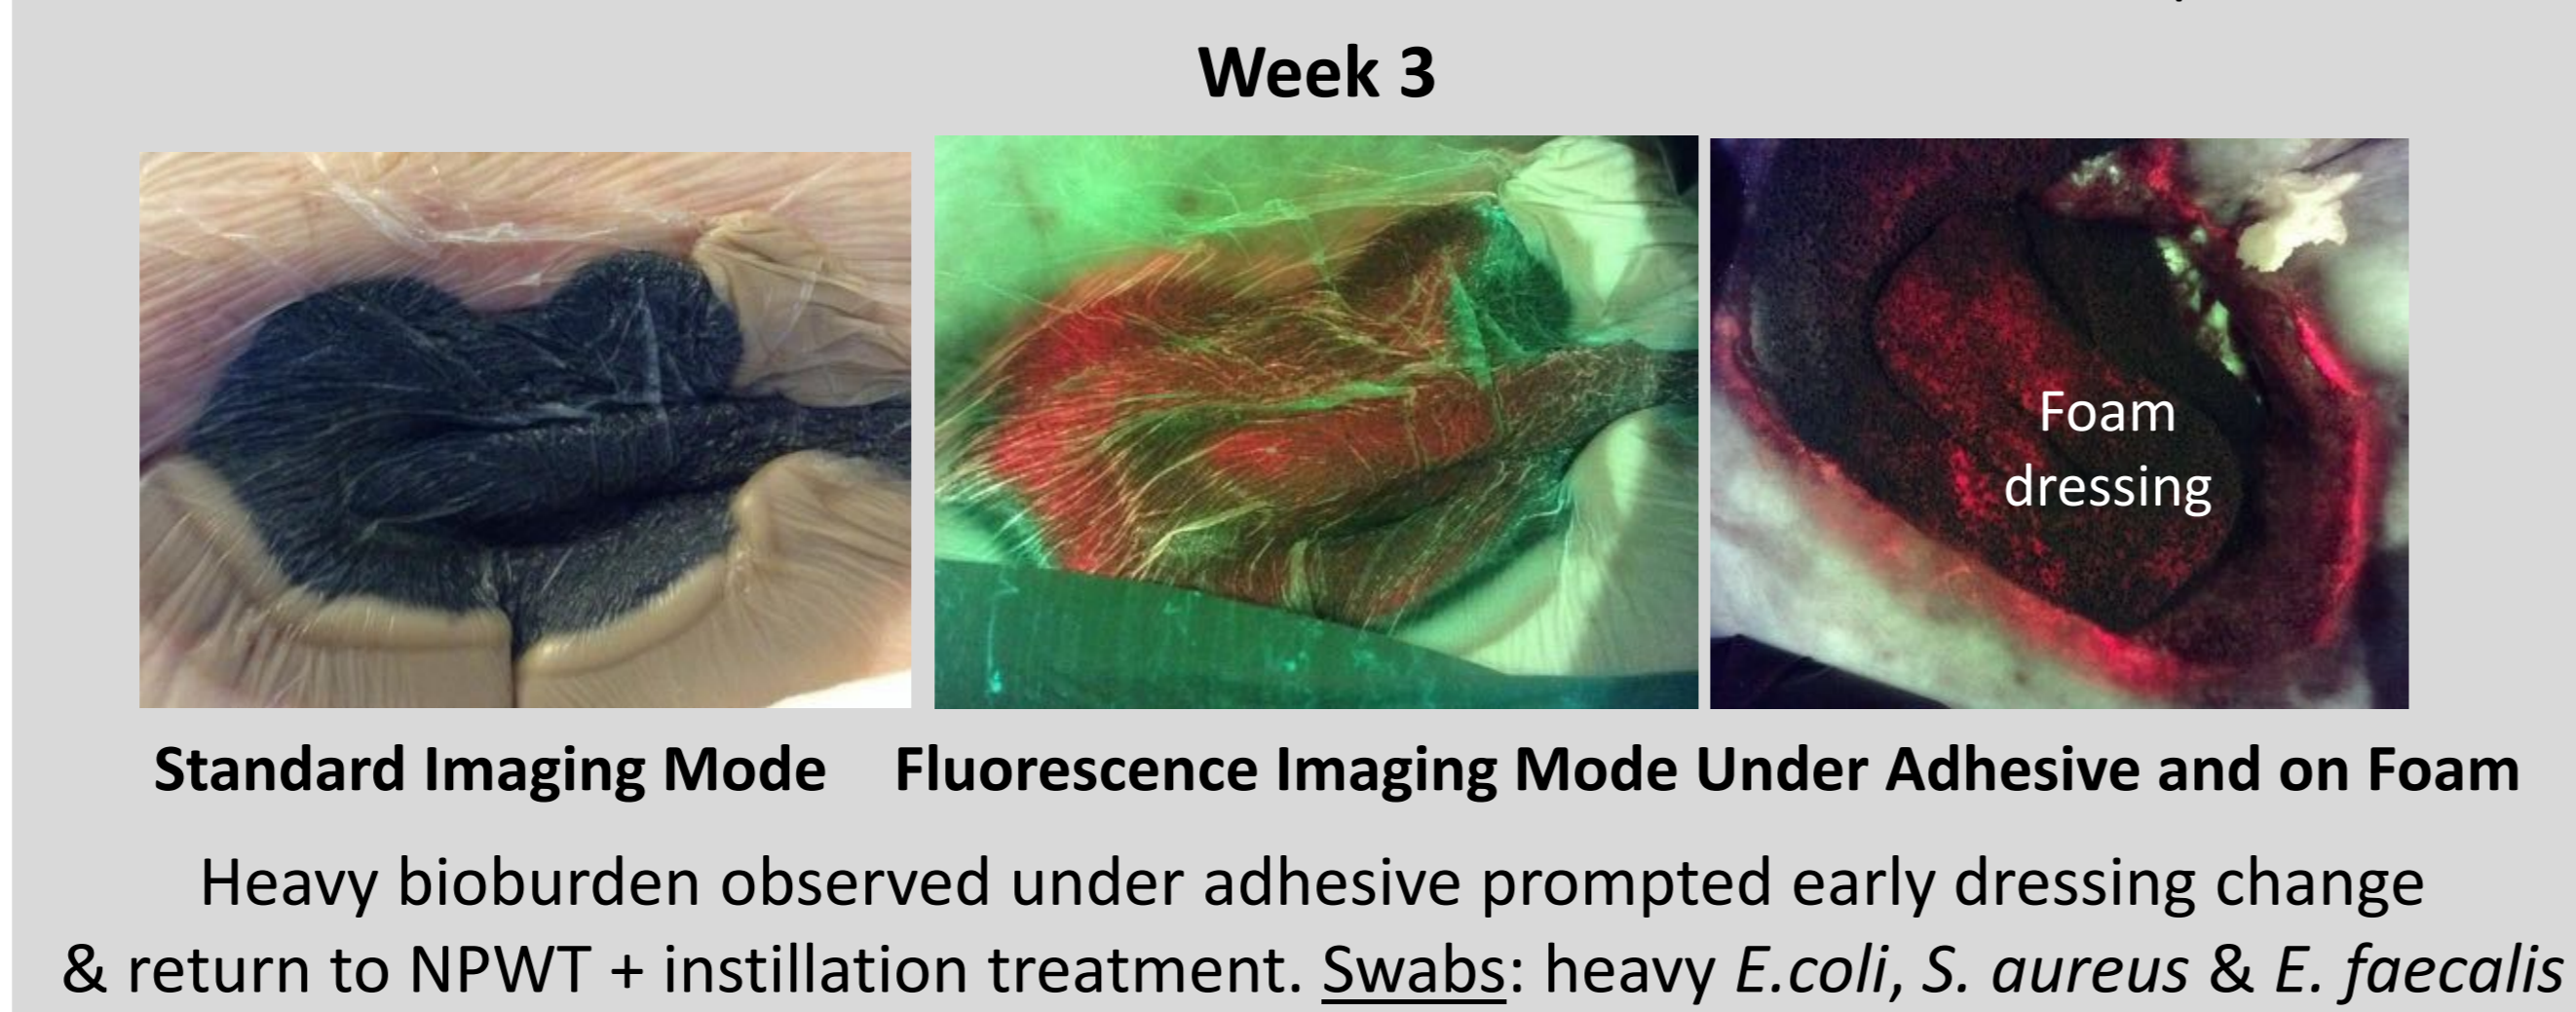 Week 3
Foam
dressing
Standard Imaging Mode
Fluorescence Imaging Mode Under Adhesive and on Foam
Heavy bioburden observed under adhesive prompted early dressing change
& return to NPWT + instillation treatment. Swabs: heavy E.coli, S. aureus & E. faecalis